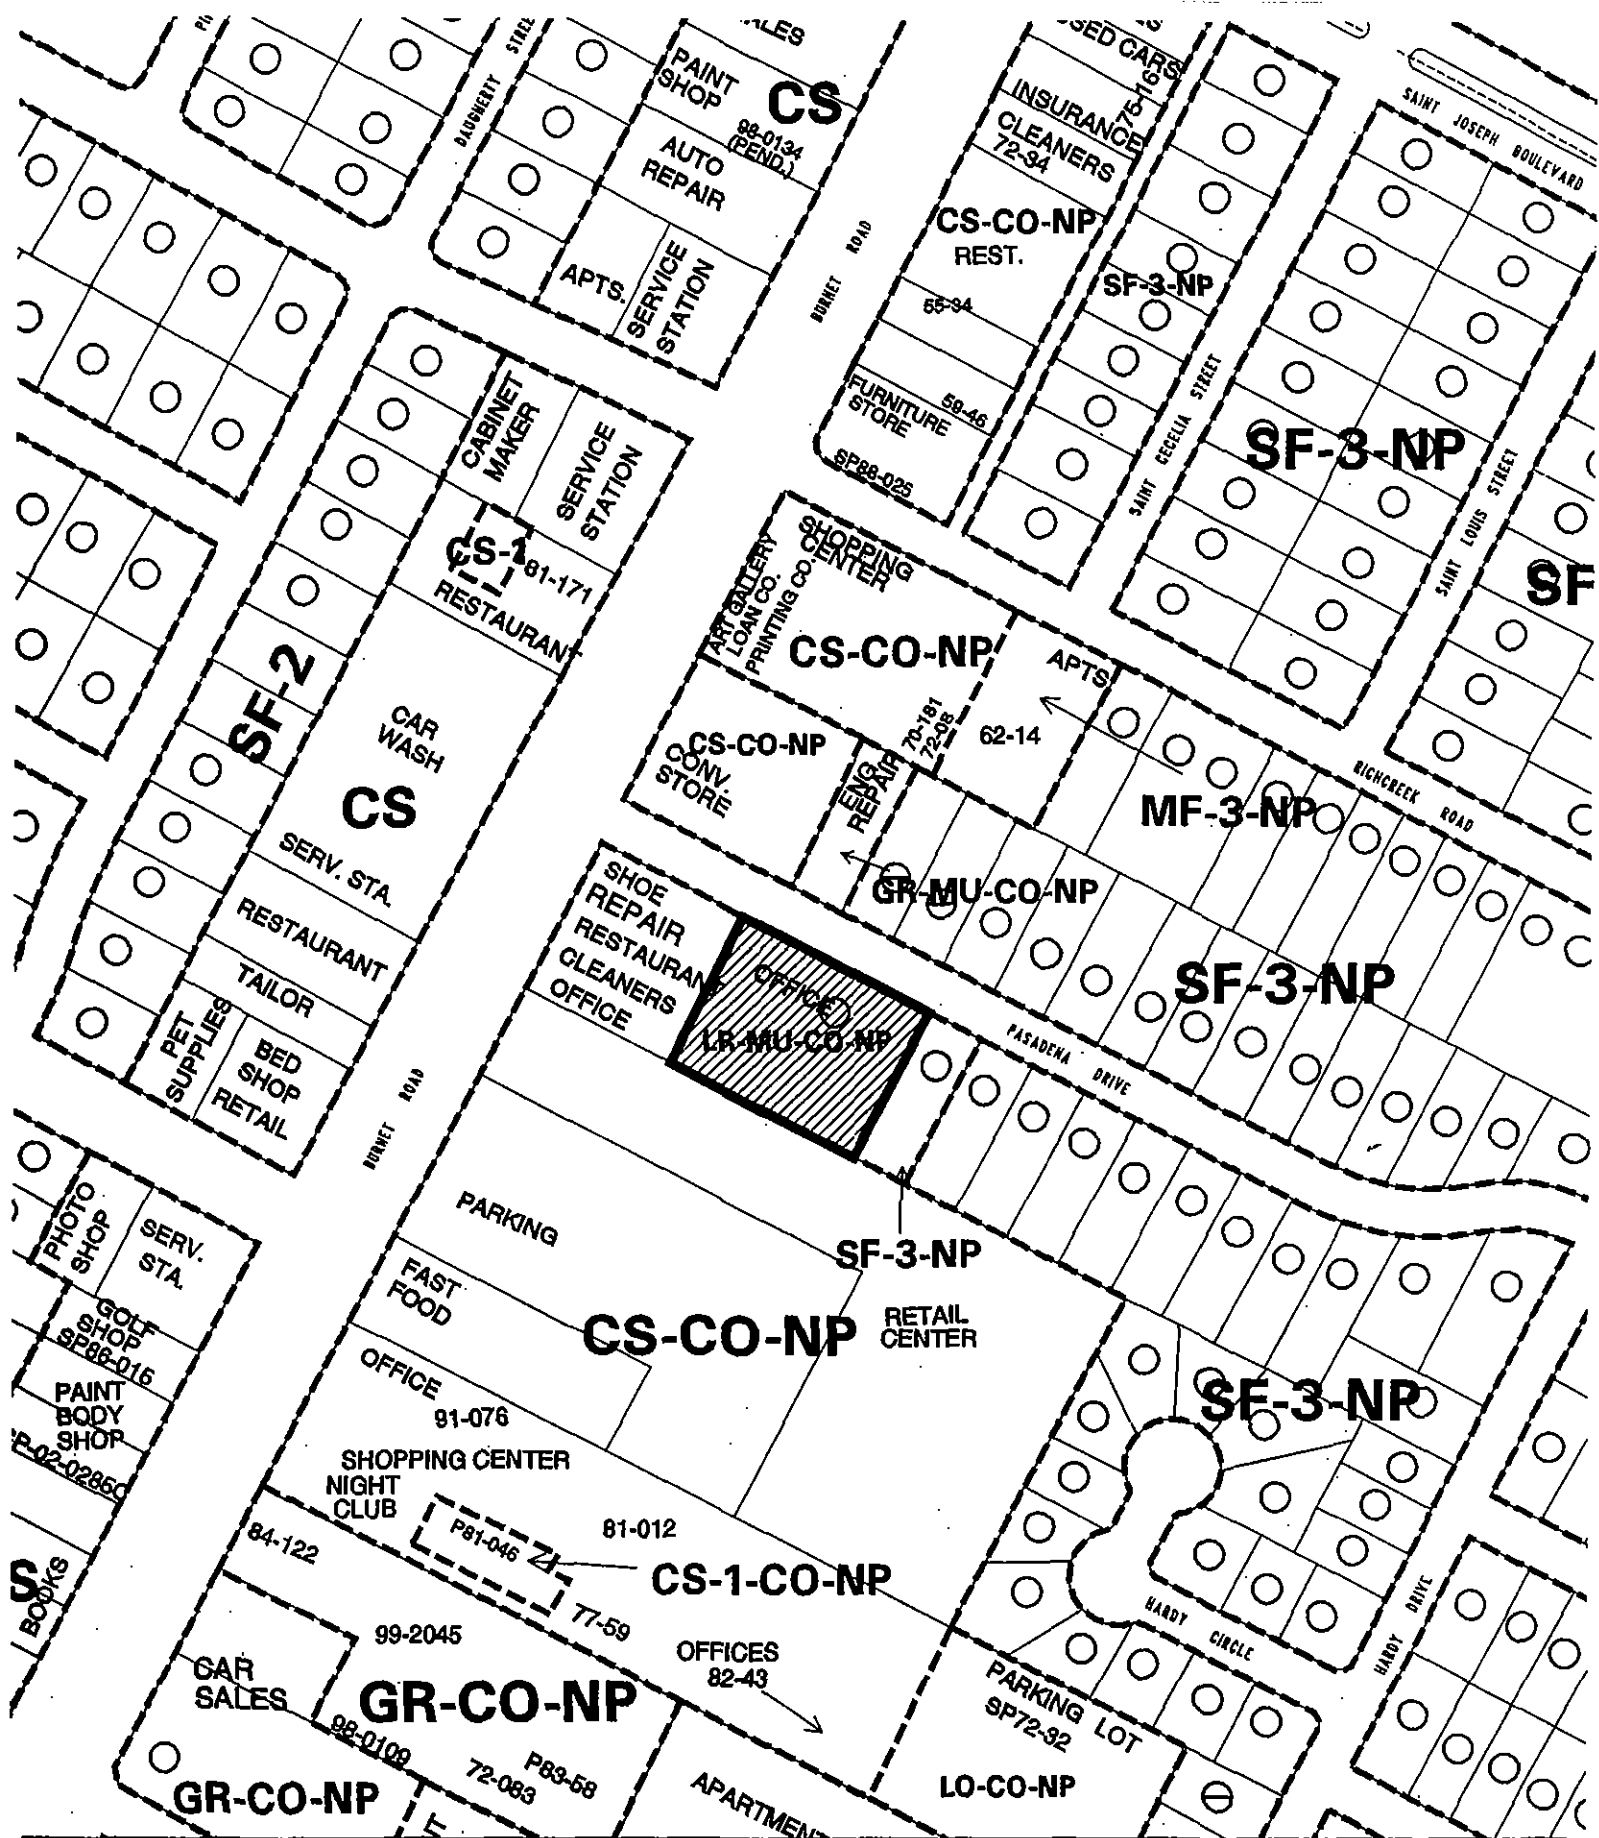 DAUGHERTY STREE
ALES
PAINT
SHOP
CS
98-0134
(PEND.)
AUTO
REPAIR
APTS.
SERVICE
STATION
BURNET ROAD
SED CARS
75-16
INSURANCE
CLEANERS
72-34
CS-CO-NP
REST.
55-34
FURNITURE
STORE
59-46
SP88-025
SF-3-NP
SAINT CECELIA STREET
SAINT JOSEPH BOULEVARD
SF-3-NP
SAINT LOUIS STREET
SF
CABINET
MAKER
SERVICE
STATION
CS-1
81-171
RESTAURANT
SF-2
CAR
WASH
CS
SERV. STA.
RESTAURANT
TAILOR
PET
SUPPLIES
BED
SHOP
RETAIL
SHOPPING
CENTER
ART GALLERY
LOAN CO.
PRINTING CO.
CS-CO-NP
APTS.
70-181
72-08
62-14
CS-CO-NP
CONV.
STORE
ENG
REPAIR
MF-3-NP
RICHCREEK ROAD
GR-MU-CO-NP
SF-3-NP
SHOE
REPAIR
RESTAURANT
CLEANERS
OFFICE
OFFICE
LR-MU-CO-NP
PASADENA DRIVE
BURNET ROAD
PHOTO
SHOP
SERV.
STA.
GOLF
SHOP
SP86-016
PAINT
BODY
SHOP
P-02-0285C
S
BOOKS
PARKING
SF-3-NP
FAST
FOOD
CS-CO-NP
RETAIL
CENTER
OFFICE
91-076
SHOPPING CENTER
NIGHT
CLUB
SF-3-NP
P81-046
81-012
CS-1-CO-NP
84-122
77-59
99-2045
OFFICES
82-43
HARDY CIRCLE
HARDY DRIVE
CAR
SALES
GR-CO-NP
98-0109
72-083
P83-58
PARKING LOT
SP72-32
GR-CO-NP
APARTMEN
LO-CO-NP